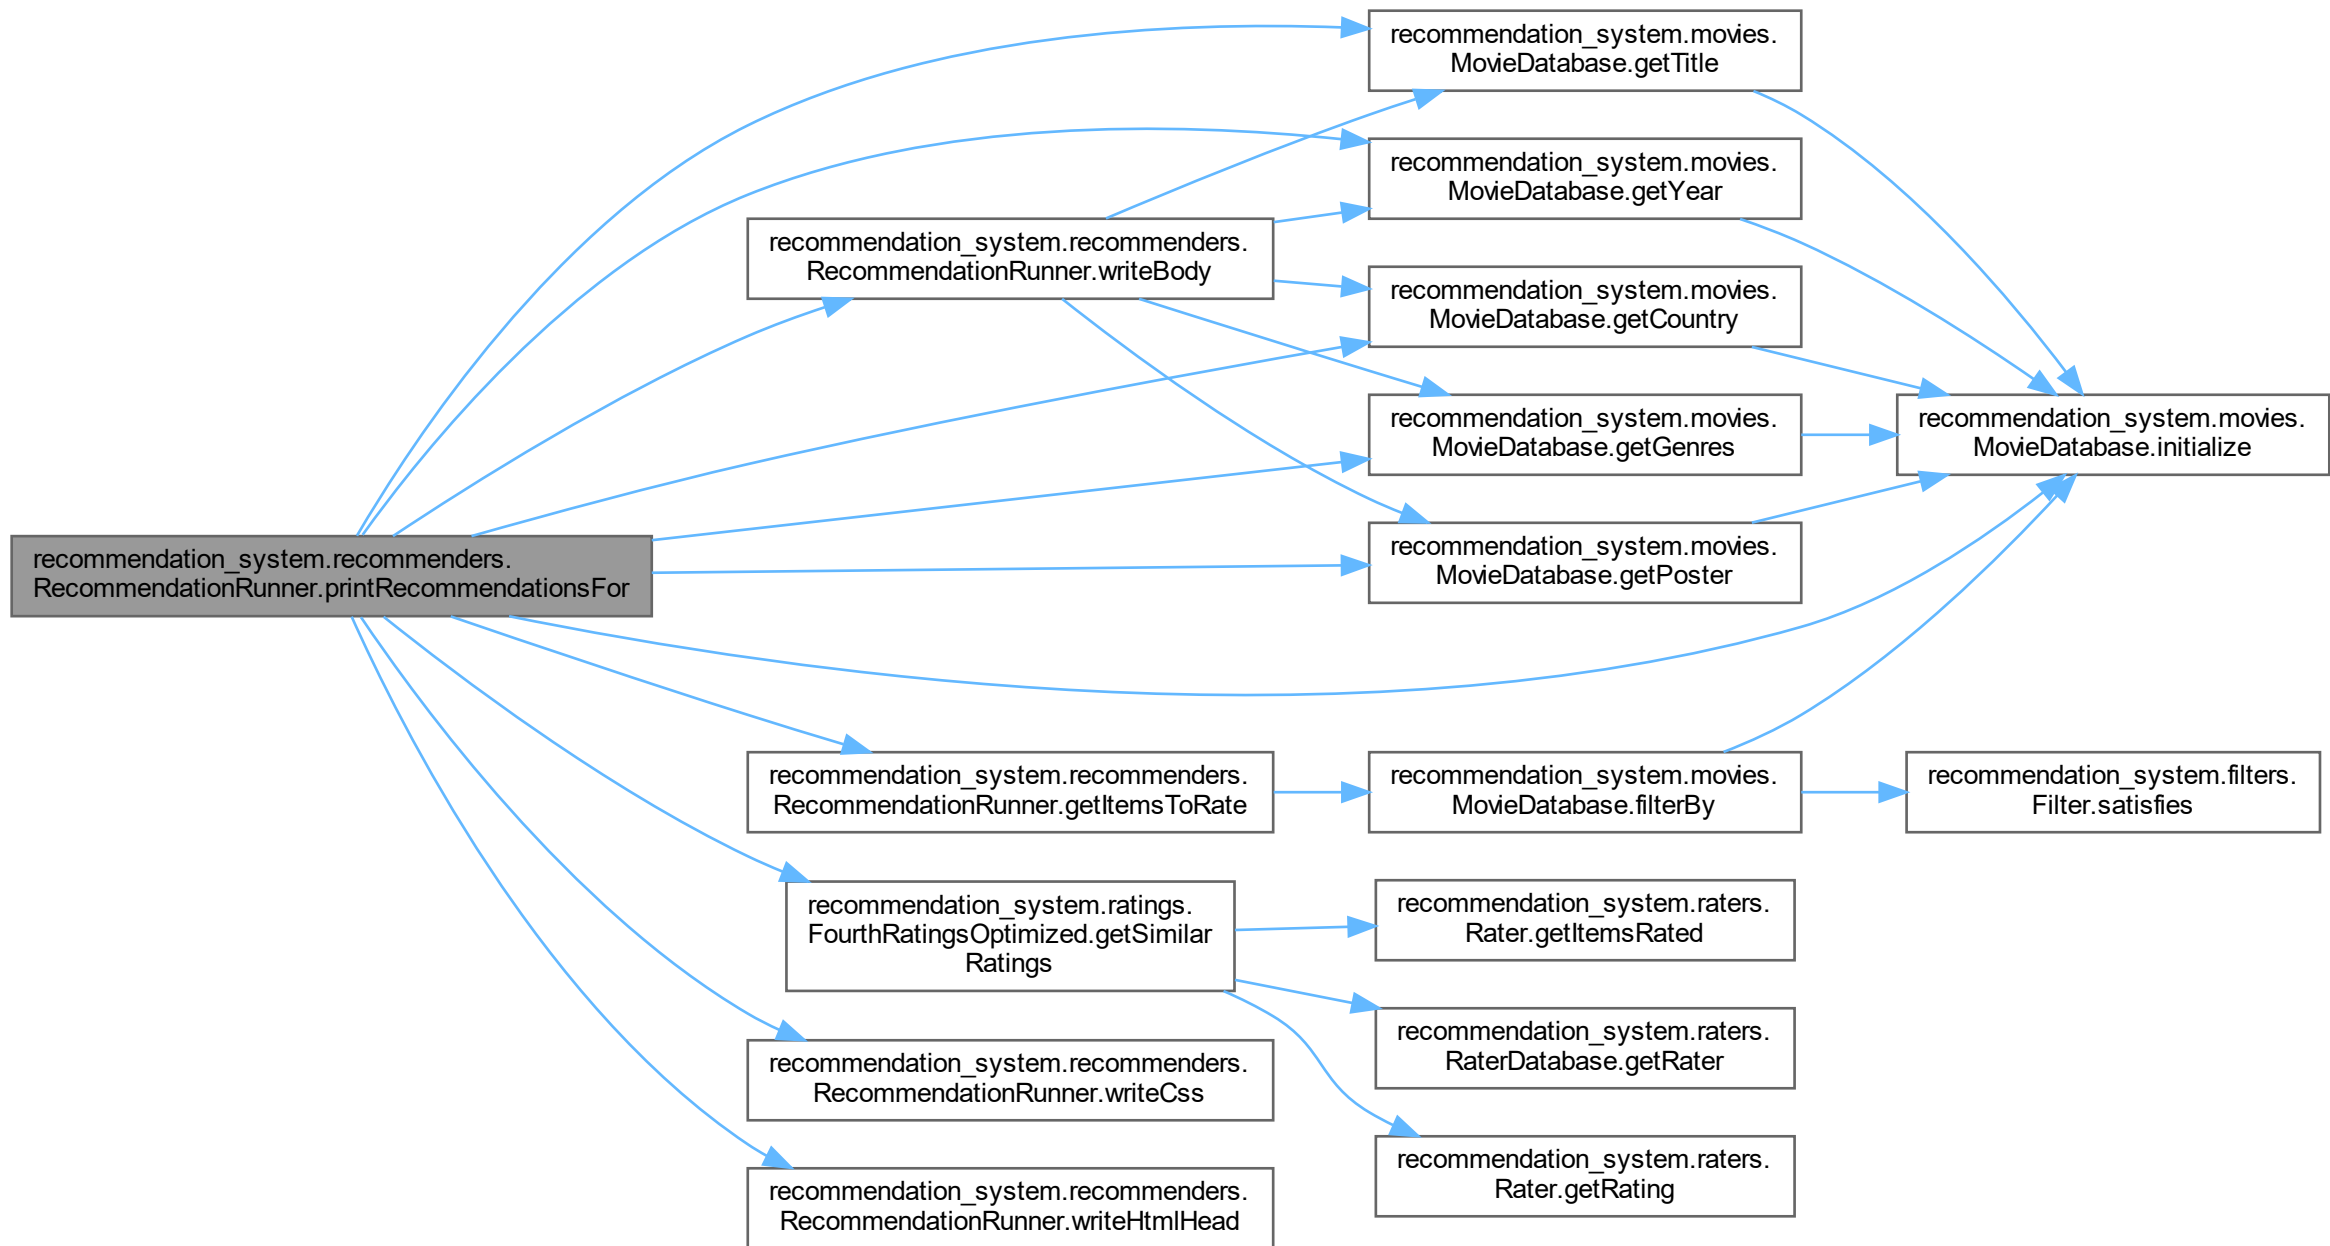 recommendation_system.movies.
MovieDatabase.getTitle
recommendation_system.movies.
MovieDatabase.getYear
recommendation_system.recommenders.
RecommendationRunner.writeBody
recommendation_system.movies.
MovieDatabase.getCountry
recommendation_system.movies.
MovieDatabase.getGenres
recommendation_system.movies.
MovieDatabase.initialize
recommendation_system.recommenders.
RecommendationRunner.printRecommendationsFor
recommendation_system.movies.
MovieDatabase.getPoster
recommendation_system.recommenders.
RecommendationRunner.getItemsToRate
recommendation_system.movies.
MovieDatabase.filterBy
recommendation_system.filters.
Filter.satisfies
recommendation_system.ratings.
FourthRatingsOptimized.getSimilar
Ratings
recommendation_system.raters.
Rater.getItemsRated
recommendation_system.raters.
RaterDatabase.getRater
recommendation_system.recommenders.
RecommendationRunner.writeCss
recommendation_system.raters.
Rater.getRating
recommendation_system.recommenders.
RecommendationRunner.writeHtmlHead